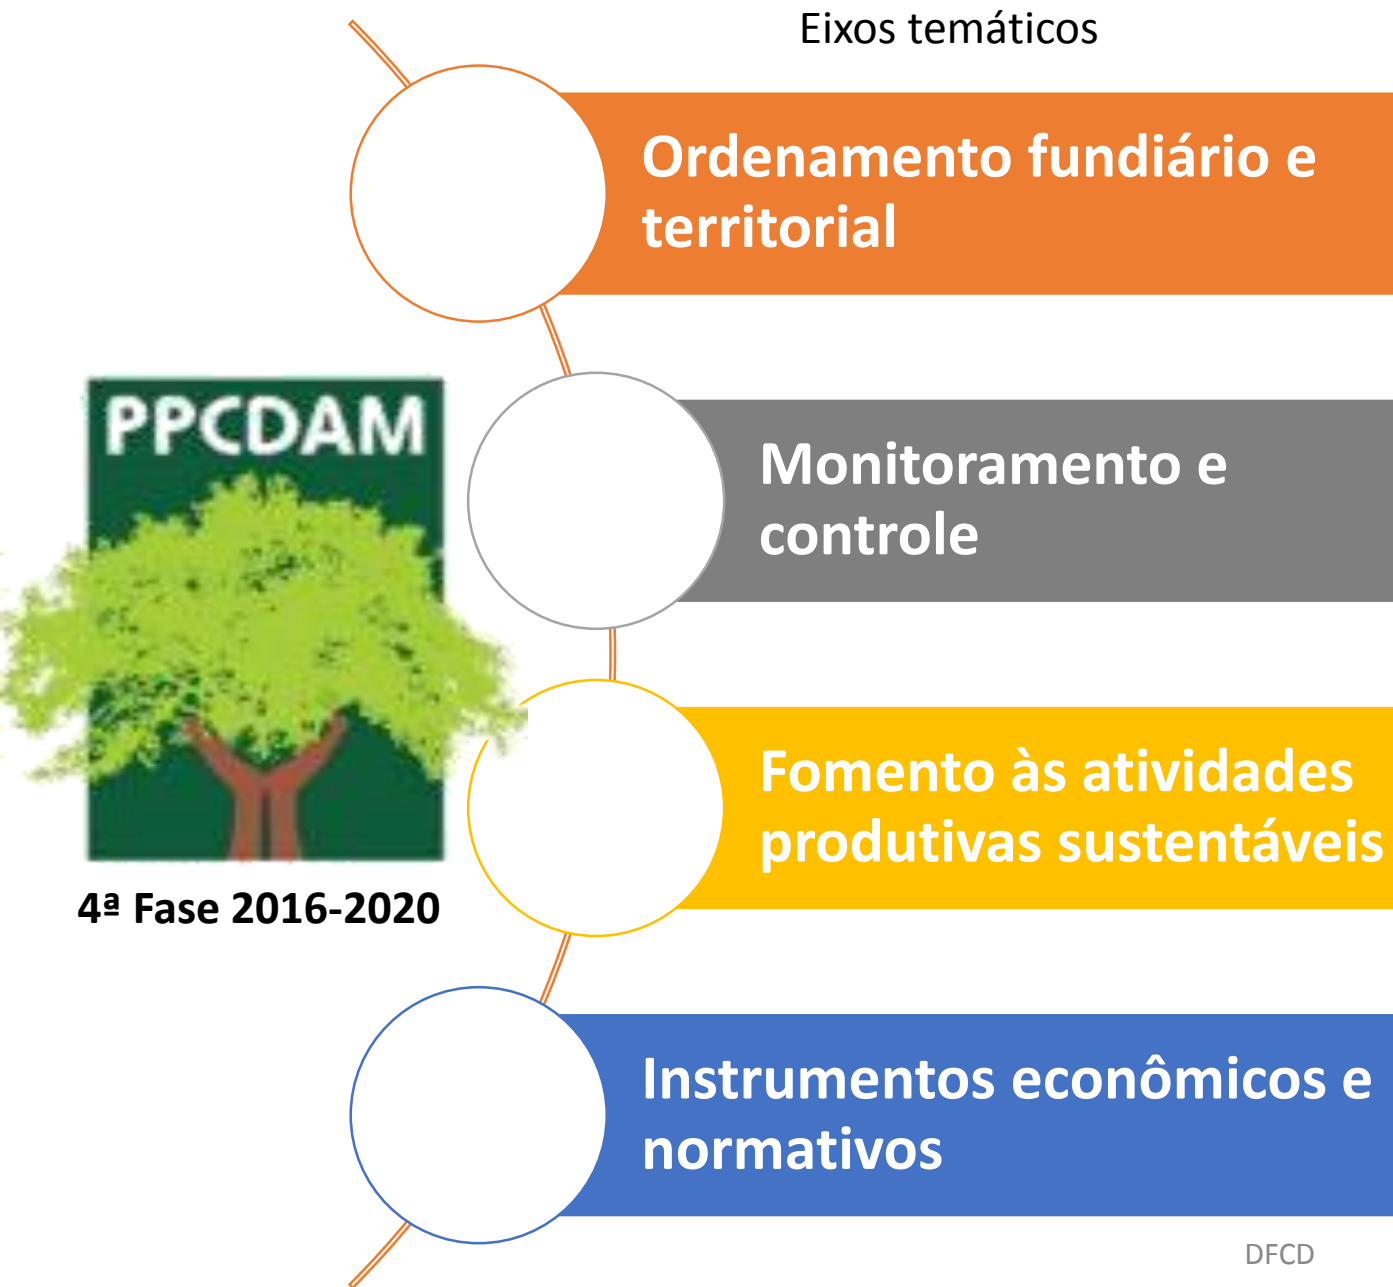 Eixos temáticos
Ordenamento fundiário e
territorial
PPCDAM
Monitoramento e
controle
Fomento às atividades
produtivas sustentáveis
4ª Fase 2016-2020
Instrumentos econômicos e
normativos
DFCD